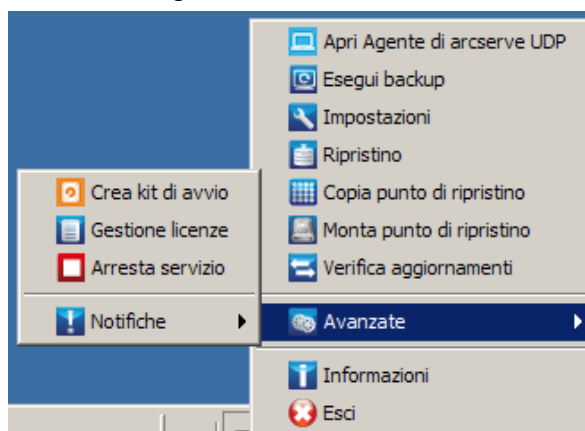 Apri Agente di arcserve UDP
Esegui backup
Impostazioni
Ripristino
Copia punto di ripristino
Monta punto di ripristino
Verifica aggiornamenti
Avanzate
Informazioni
Esci
Crea kit di avvio
Gestione licenze
Arresta servizio
Notifiche